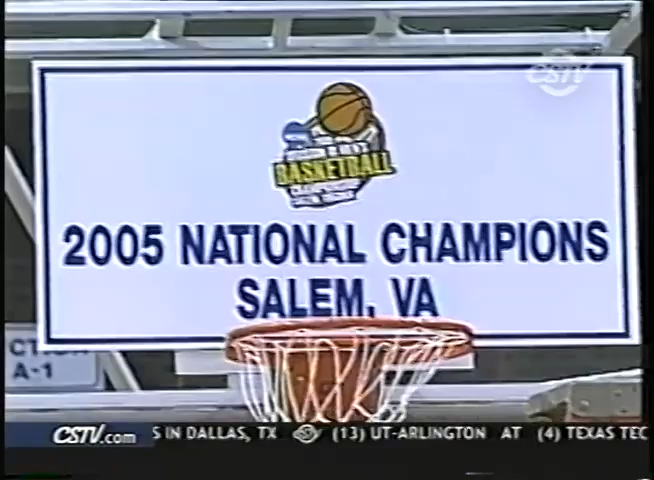 CSTV
BASKETBALL
CHAMPIONSHIP
2005 NATIONAL CHAMPIONS
SALEM, VA
A-1
CSTV.com S IN DALLAS, TX (13) UT-ARLINGTON AT (4) TEXAS TEC